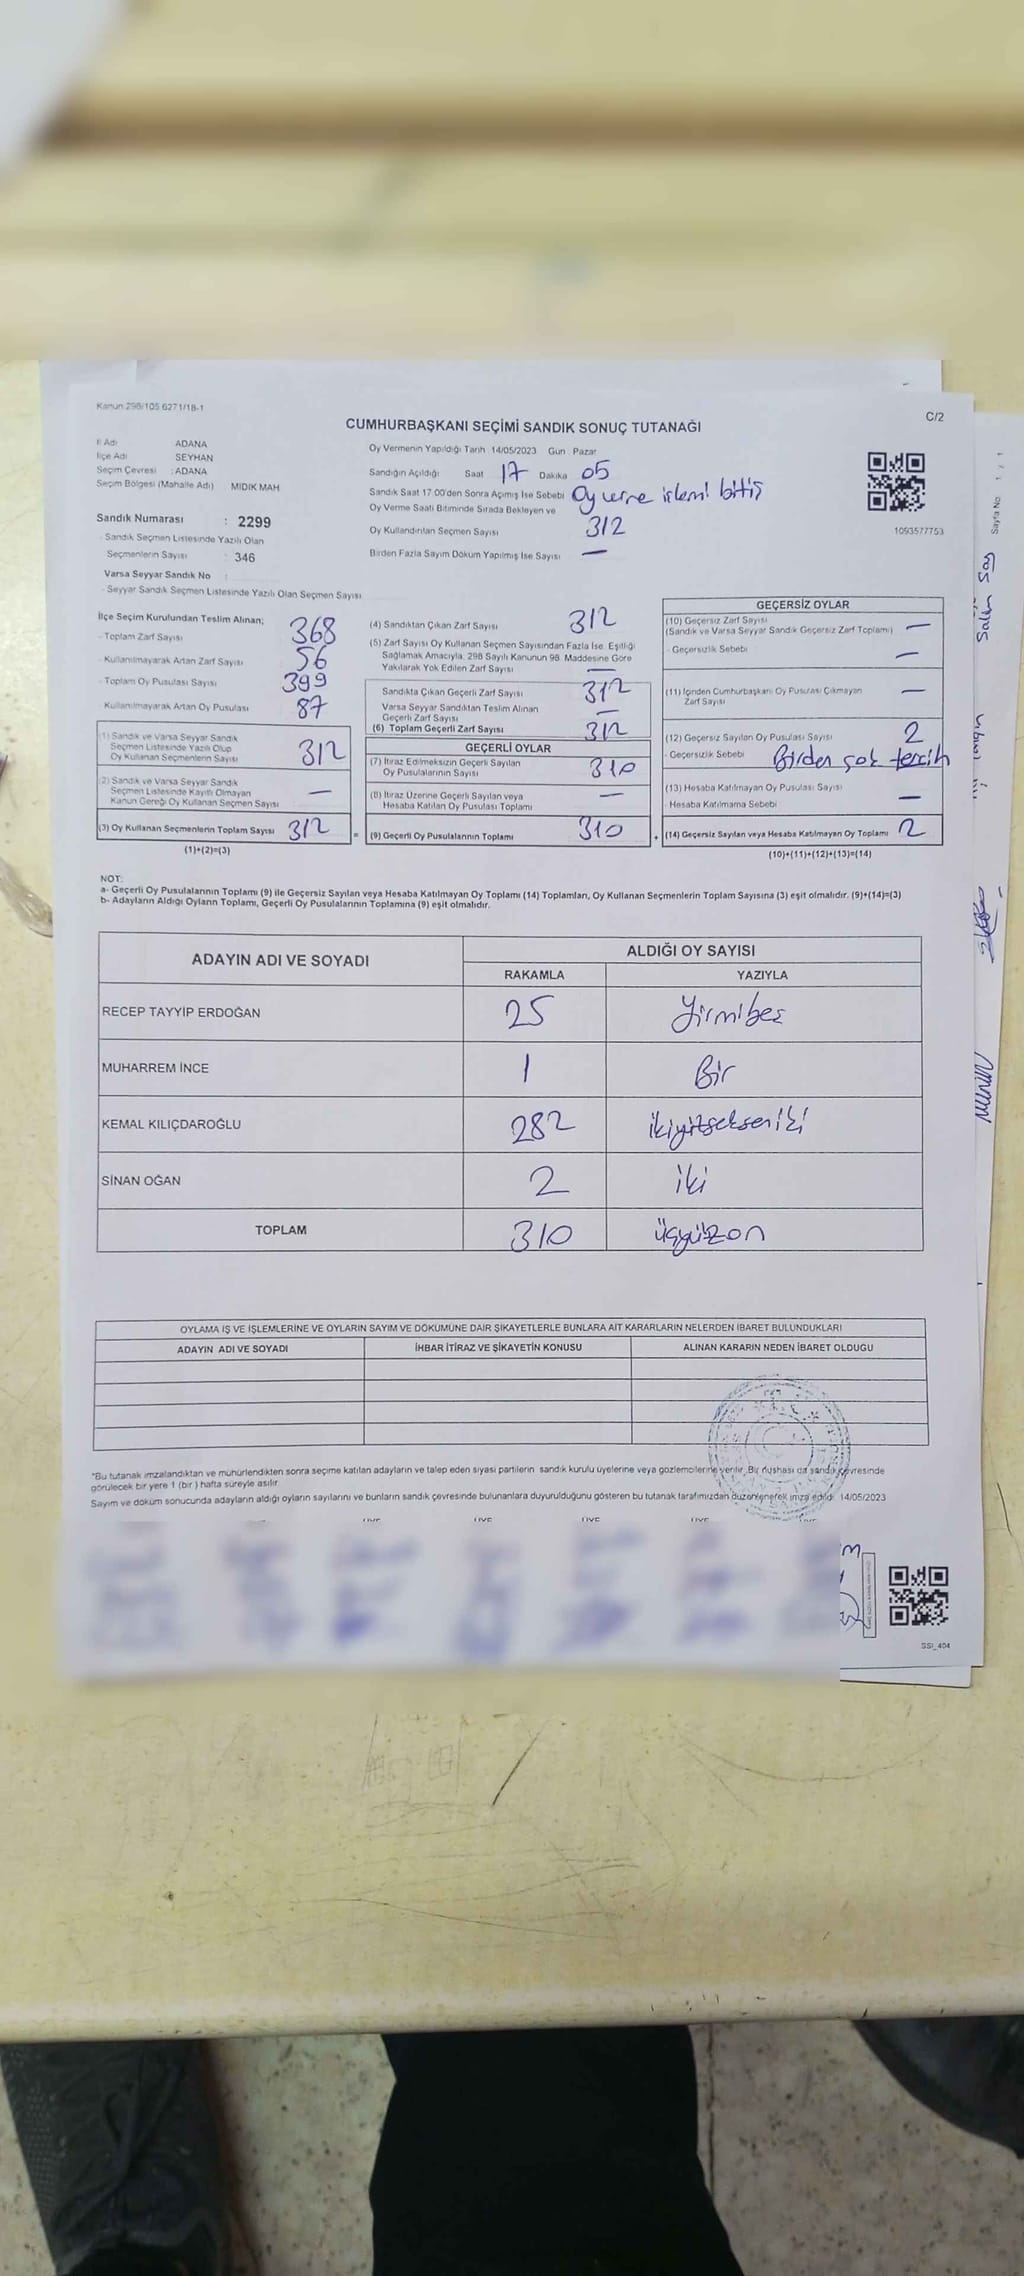 Kanun 298/105 6271/18-1
C/2
CUMHURBAŞKANI SEÇİMİ SANDIK SONUÇ TUTANAĞI
İl Adı ADANA
İlçe Adı SEYHAN
Seçim Çevresi : ADANA
Seçim Bölgesi (Mahalle Adı) MIDIK MAH
Sandık Numarası : 2299
- Sandık Seçmen Listesinde Yazılı Olan
Seçmenlerin Sayısı : 346
Varsa Seyyar Sandık No :
- Seyyar Sandık Seçmen Listesinde Yazılı Olan Seçmen Sayısı
Oy Vermenin Yapıldığı Tarih 14/05/2023 Gün Pazar
Sandığın Açıldığı Saat 17 Dakika 05
Sandık Saat 17.00'den Sonra Açımış İse Sebebi Oy verme işlemi bitiş
Oy Verme Saati Bitiminde Sırada Bekleyen ve
Oy Kullandırılan Seçmen Sayısı 312
Birden Fazla Sayım Döküm Yapılmış İse Sayısı —
1093577753
Sayfa No 1 / 1
İlçe Seçim Kurulundan Teslim Alınan;
- Toplam Zarf Sayısı 368
- Kullanılmayarak Artan Zarf Sayısı 56
- Toplam Oy Pusulası Sayısı 399
- Kullanılmayarak Artan Oy Pusulası 87
(1) Sandık ve Varsa Seyyar Sandık
Seçmen Listesinde Yazılı Olup
Oy Kullanan Seçmenlerin Sayısı 312
(2) Sandık ve Varsa Seyyar Sandık
Seçmen Listesinde Kayıtlı Olmayan
Kanun Gereği Oy Kullanan Seçmen Sayısı —
(3) Oy Kullanan Seçmenlerin Toplam Sayısı 312 =
(1)+(2)=(3)
(4) Sandıktan Çıkan Zarf Sayısı 312
(5) Zarf Sayısı Oy Kullanan Seçmen Sayısından Fazla İse, Eşitliği
Sağlamak Amacıyla, 298 Sayılı Kanunun 98. Maddesine Göre
Yakılarak Yok Edilen Zarf Sayısı —
Sandıkta Çıkan Geçerli Zarf Sayısı 312
Varsa Seyyar Sandıktan Teslim Alınan
Geçerli Zarf Sayısı —
(6) Toplam Geçerli Zarf Sayısı 312
GEÇERLİ OYLAR
(7) İtiraz Edilmeksizin Geçerli Sayılan
Oy Pusulalarının Sayısı 310
(8) İtiraz Üzerine Geçerli Sayılan veya
Hesaba Katılan Oy Pusulası Toplamı —
(9) Geçerli Oy Pusulalarının Toplamı 310 +
GEÇERSİZ OYLAR
(10) Geçersiz Zarf Sayısı
(Sandık ve Varsa Seyyar Sandık Geçersiz Zarf Toplamı) —
- Geçersizlik Sebebi —
(11) İçinden Cumhurbaşkanı Oy Pusulası Çıkmayan
Zarf Sayısı —
(12) Geçersiz Sayılan Oy Pusulası Sayısı 2
- Geçersizlik Sebebi Birden çok tercih
(13) Hesaba Katılmayan Oy Pusulası Sayısı
- Hesaba Katılmama Sebebi —
(14) Geçersiz Sayılan veya Hesaba Katılmayan Oy Toplamı 2
(10)+(11)+(12)+(13)=(14)
NOT:
a- Geçerli Oy Pusulalarının Toplamı (9) ile Geçersiz Sayılan veya Hesaba Katılmayan Oy Toplamı (14) Toplamları, Oy Kullanan Seçmenlerin Toplam Sayısına (3) eşit olmalıdır. (9)+(14)=(3)
b- Adayların Aldığı Oyların Toplamı, Geçerli Oy Pusulalarının Toplamına (9) eşit olmalıdır.
ADAYIN ADI VE SOYADI ALDIĞI OY SAYISI
RAKAMLA YAZIYLA
RECEP TAYYİP ERDOĞAN 25 Yirmibeş
MUHARREM İNCE 1 Bir
KEMAL KILIÇDAROĞLU 282 ikiyüzsekseniki
SİNAN OĞAN 2 iki
TOPLAM 310 üçyüzon
OYLAMA İŞ VE İŞLEMLERİNE VE OYLARIN SAYIM VE DÖKÜMÜNE DAİR ŞİKAYETLERLE BUNLARA AİT KARARLARIN NELERDEN İBARET BULUNDUKLARI
ADAYIN ADI VE SOYADI İHBAR İTİRAZ VE ŞİKAYETİN KONUSU ALINAN KARARIN NEDEN İBARET OLDUĞU
"Bu tutanak imzalandıktan ve mühürlendikten sonra seçime katılan adayların ve talep eden siyasi partilerin sandık kurulu üyelerine veya gözlemcilerine verilir. Bir nüshası da sandık çevresinde
görülecek bir yere 1 (bir) hafta süreyle asılır
Sayım ve döküm sonucunda adayların aldığı oyların sayılarını ve bunların sandık çevresinde bulunanlara duyurulduğunu gösteren bu tutanak tarafımızdan düzenlenerek imza edildi. 14/05/2023
SSI_404